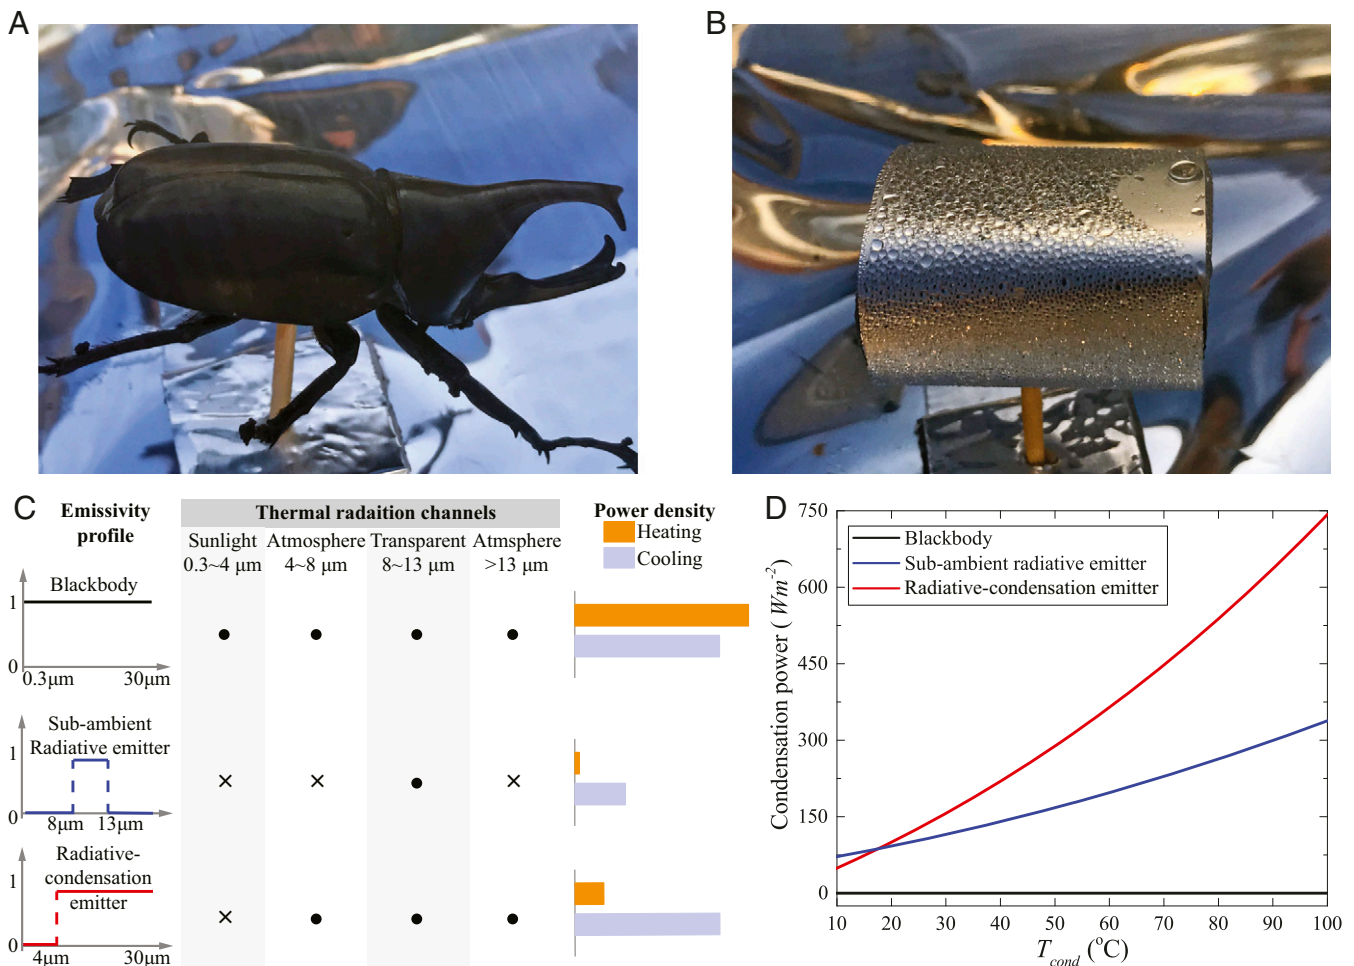 A
B
C
Emissivity
profile
Thermal radaition channels
Sunlight
0.3~4 μm
Atmosphere
4~8 μm
Transparent
8~13 μm
Atmsphere
>13 μm
Power density
Heating
Cooling
1
Blackbody
0
0.3μm
30μm
Sub-ambient
Radiative emitter
1
0
8μm
13μm
Radiative-
condensation
emitter
1
0
4μm
30μm
D
Condensation power ( Wm⁻²)
750
600
450
300
150
0
Blackbody
Sub-ambient radiative emitter
Radiative-condensation emitter
10
20
30
40
50
60
70
80
90
100
T_cond (°C)